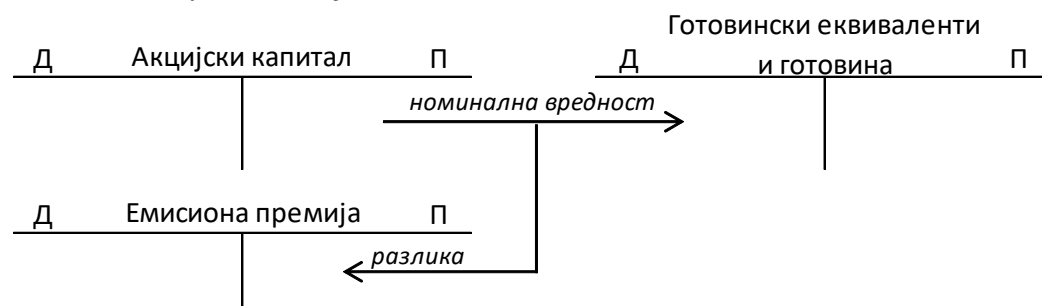 Д Акцијски капитал П
Готовински еквиваленти
Д и готовина П
номинална вредност
Д Емисиона премија П
разлика